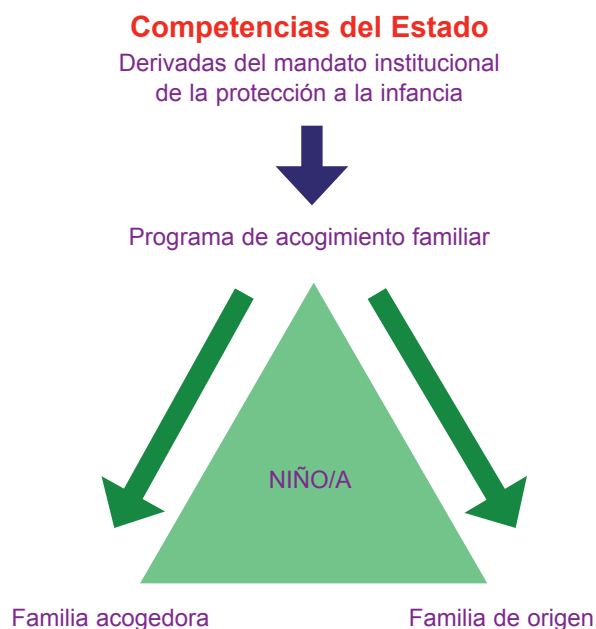 Competencias del Estado
Derivadas del mandato institucional
de la protección a la infancia
Programa de acogimiento familiar
NIÑO/A
Familia acogedora
Familia de origen